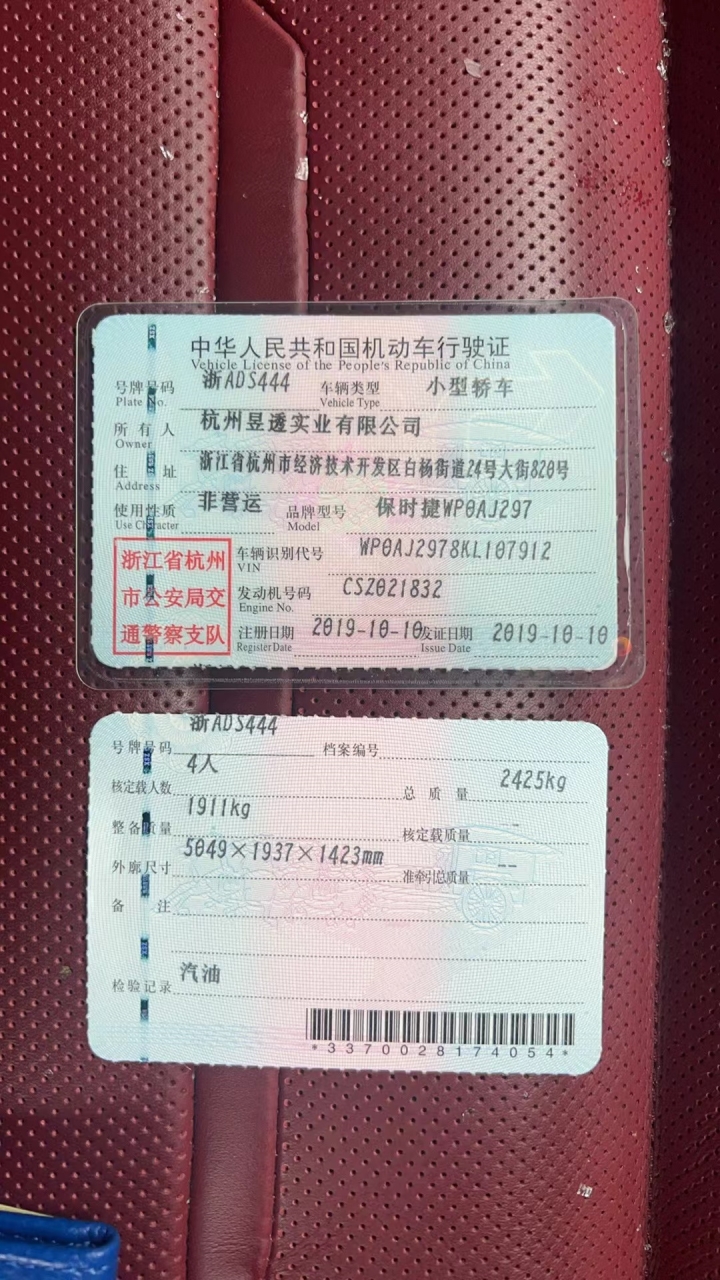 中华人民共和国机动车行驶证
Vehicle License of the People's Republic of China
号牌号码 浙ADS444 车辆类型 小型轿车
Plate No. Vehicle Type
所有人 杭州昱透实业有限公司
Owner
住址 浙江省杭州市经济技术开发区白杨街道24号大街820号
Address
使用性质 非营运 品牌型号 保时捷WP0AJ297
Use Character Model
浙江省杭州
市公安局交
通警察支队
车辆识别代号 WP0AJ2978KL107912
VIN
发动机号码 CSZ021832
Engine No.
注册日期 2019-10-10 发证日期 2019-10-10
Register Date Issue Date
号牌号码 浙ADS444 档案编号
核定载人数 4人 总质量 2425kg
整备质量 1911kg 核定载质量 --
外廓尺寸 5049×1937×1423mm 准牵引总质量 --
备注
检验记录 汽油
*3370028174054*